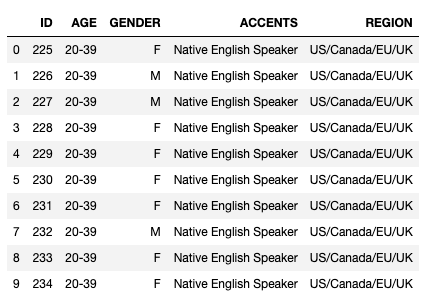 ID AGE GENDER ACCENTS REGION
0 225 20-39 F Native English Speaker US/Canada/EU/UK
1 226 20-39 M Native English Speaker US/Canada/EU/UK
2 227 20-39 M Native English Speaker US/Canada/EU/UK
3 228 20-39 F Native English Speaker US/Canada/EU/UK
4 229 20-39 F Native English Speaker US/Canada/EU/UK
5 230 20-39 F Native English Speaker US/Canada/EU/UK
6 231 20-39 F Native English Speaker US/Canada/EU/UK
7 232 20-39 M Native English Speaker US/Canada/EU/UK
8 233 20-39 F Native English Speaker US/Canada/EU/UK
9 234 20-39 F Native English Speaker US/Canada/EU/UK